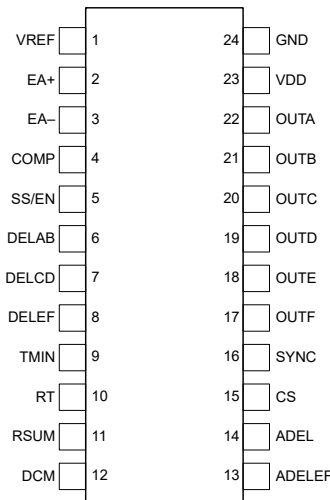 VREF 1 24 GND
EA+ 2 23 VDD
EA– 3 22 OUTA
COMP 4 21 OUTB
SS/EN 5 20 OUTC
DELAB 6 19 OUTD
DELCD 7 18 OUTE
DELEF 8 17 OUTF
TMIN 9 16 SYNC
RT 10 15 CS
RSUM 11 14 ADEL
DCM 12 13 ADELEF